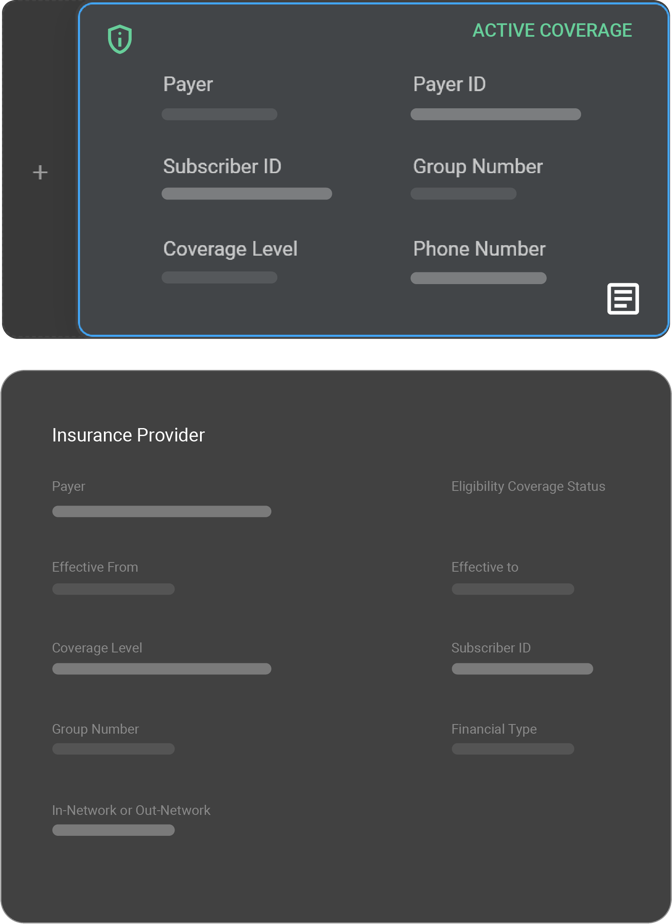 ACTIVE COVERAGE
Payer
Payer ID
Subscriber ID
Group Number
Coverage Level
Phone Number
Insurance Provider
Payer
Eligibility Coverage Status
Effective From
Effective to
Coverage Level
Subscriber ID
Group Number
Financial Type
In-Network or Out-Network